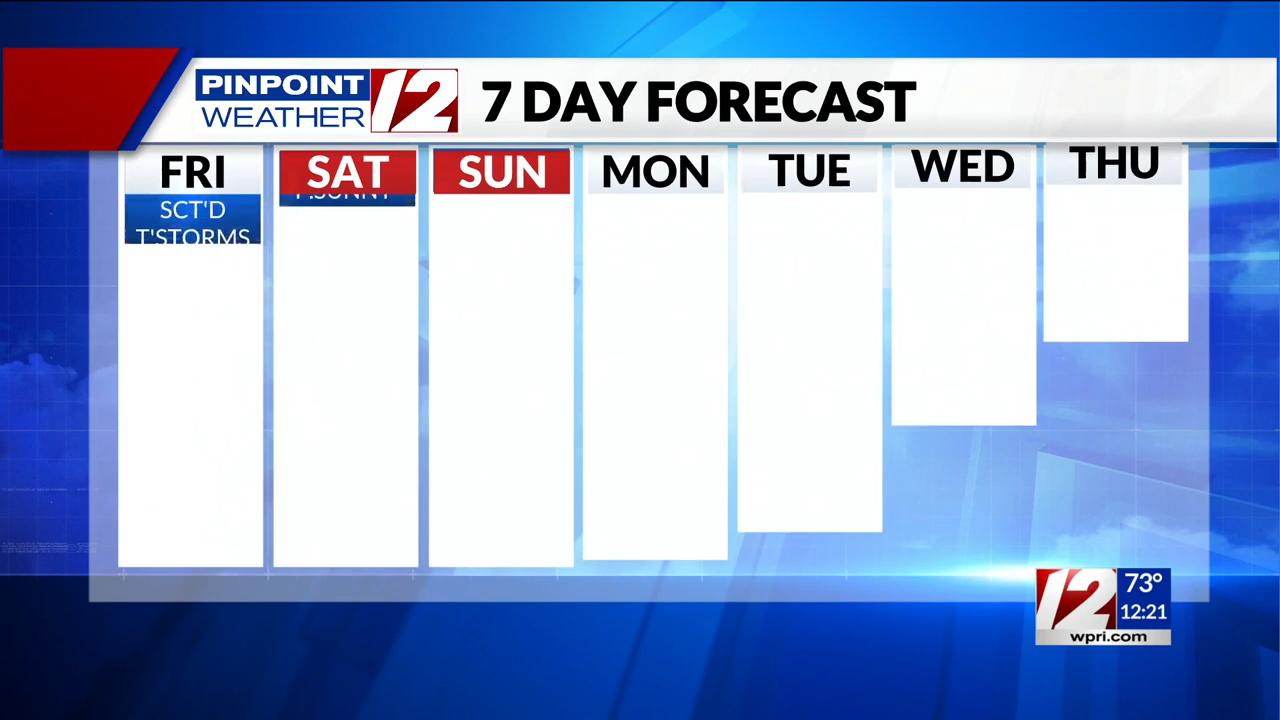 PINPOINT
WEATHER 12
7 DAY FORECAST
FRI
SAT
SUN
MON
TUE
WED
THU
SCT'D
T'STORMS
12
73°
12:21
wpri.com